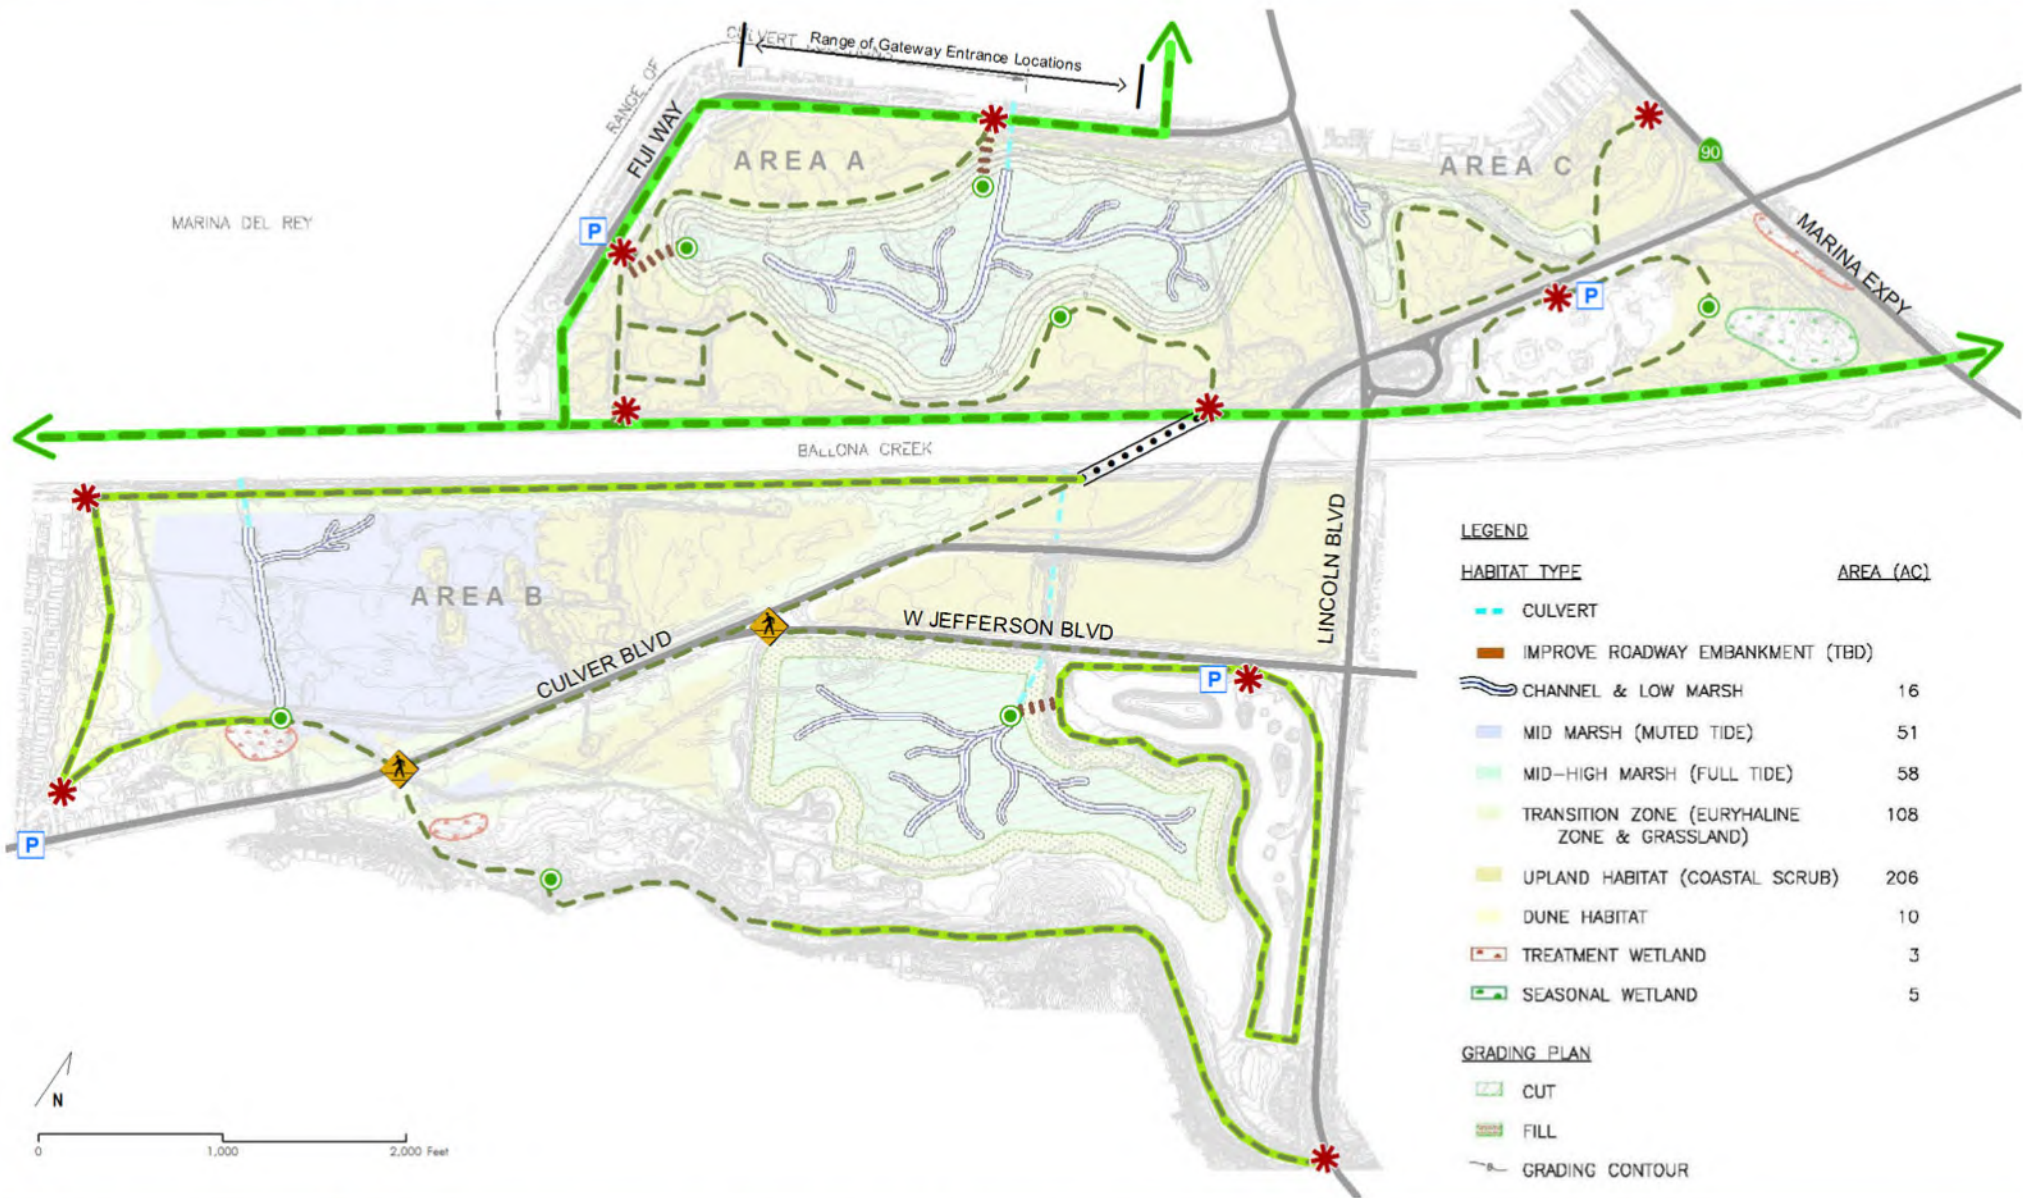 CULVERT
Range of Gateway Entrance Locations
RANGE OF
FIJI WAY
AREA A
AREA C
90
P
MARINA DEL REY
P
MARINA EXPY
BALLONA CREEK
AREA B
CULVER BLVD
W JEFFERSON BLVD
LINCOLN BLVD
P
P
LEGEND
HABITAT TYPE AREA (AC)
CULVERT
IMPROVE ROADWAY EMBANKMENT (TBD)
CHANNEL & LOW MARSH 16
MID MARSH (MUTED TIDE) 51
MID-HIGH MARSH (FULL TIDE) 58
TRANSITION ZONE (EURYHALINE 108
ZONE & GRASSLAND)
UPLAND HABITAT (COASTAL SCRUB) 206
DUNE HABITAT 10
TREATMENT WETLAND 3
SEASONAL WETLAND 5
GRADING PLAN
CUT
FILL
GRADING CONTOUR
N
0 1,000 2,000 Feet